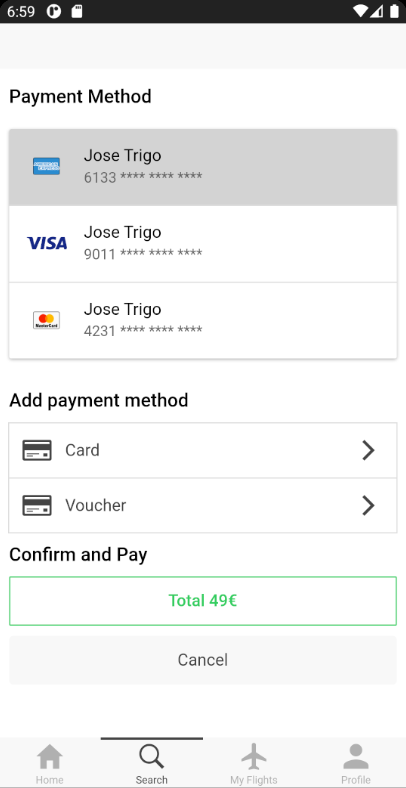 6:59
Payment Method
Jose Trigo
6133 **** **** ****
VISA
Jose Trigo
9011 **** **** ****
MasterCard
Jose Trigo
4231 **** **** ****
Add payment method
Card
Voucher
Confirm and Pay
Total 49€
Cancel
Home
Search
My Flights
Profile